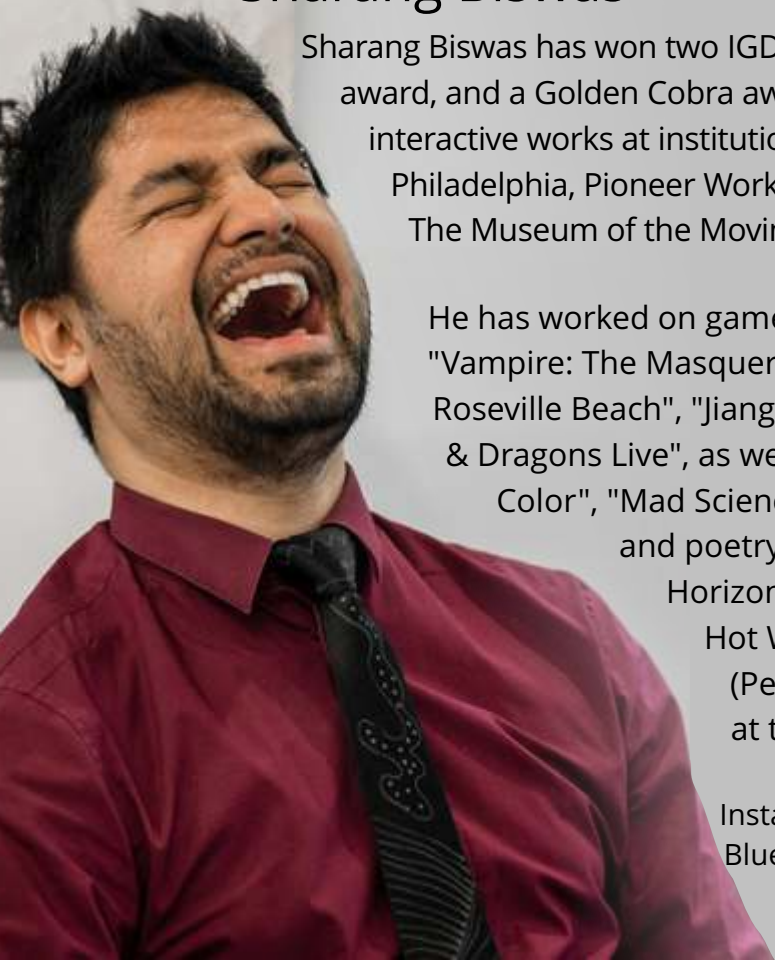 Sharang Biswas
Sharang Biswas has won two IGD
award, and a Golden Cobra aw
interactive works at institutio
Philadelphia, Pioneer Work
The Museum of the Movin
He has worked on game
"Vampire: The Masquer
Roseville Beach", "Jiang
& Dragons Live", as we
Color", "Mad Scien
and poetry
Horizon
Hot W
(Pe
at t
Insta
Blue